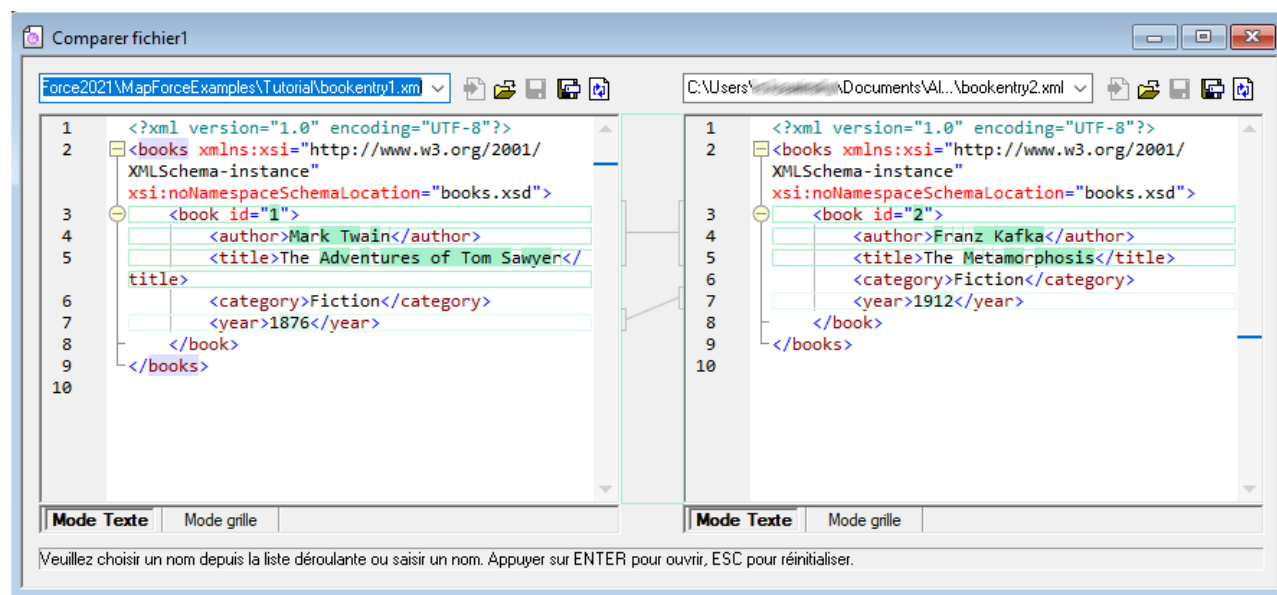 Comparer fichier1
Force2021\MapForceExamples\Tutorial\bookentry1.xml
C:\Users\ \Documents\Al...\bookentry2.xml
1 <?xml version="1.0" encoding="UTF-8"?>
2 <books xmlns:xsi="http://www.w3.org/2001/
XMLSchema-instance"
xsi:noNamespaceSchemaLocation="books.xsd">
3 <book id="1">
4 <author>Mark Twain</author>
5 <title>The Adventures of Tom Sawyer</
title>
6 <category>Fiction</category>
7 <year>1876</year>
8 </book>
9 </books>
10
1 <?xml version="1.0" encoding="UTF-8"?>
2 <books xmlns:xsi="http://www.w3.org/2001/
XMLSchema-instance"
xsi:noNamespaceSchemaLocation="books.xsd">
3 <book id="2">
4 <author>Franz Kafka</author>
5 <title>The Metamorphosis</title>
6 <category>Fiction</category>
7 <year>1912</year>
8 </book>
9 </books>
10
Mode Texte Mode grille
Mode Texte Mode grille
Veuillez choisir un nom depuis la liste déroulante ou saisir un nom. Appuyer sur ENTER pour ouvrir, ESC pour réinitialiser.